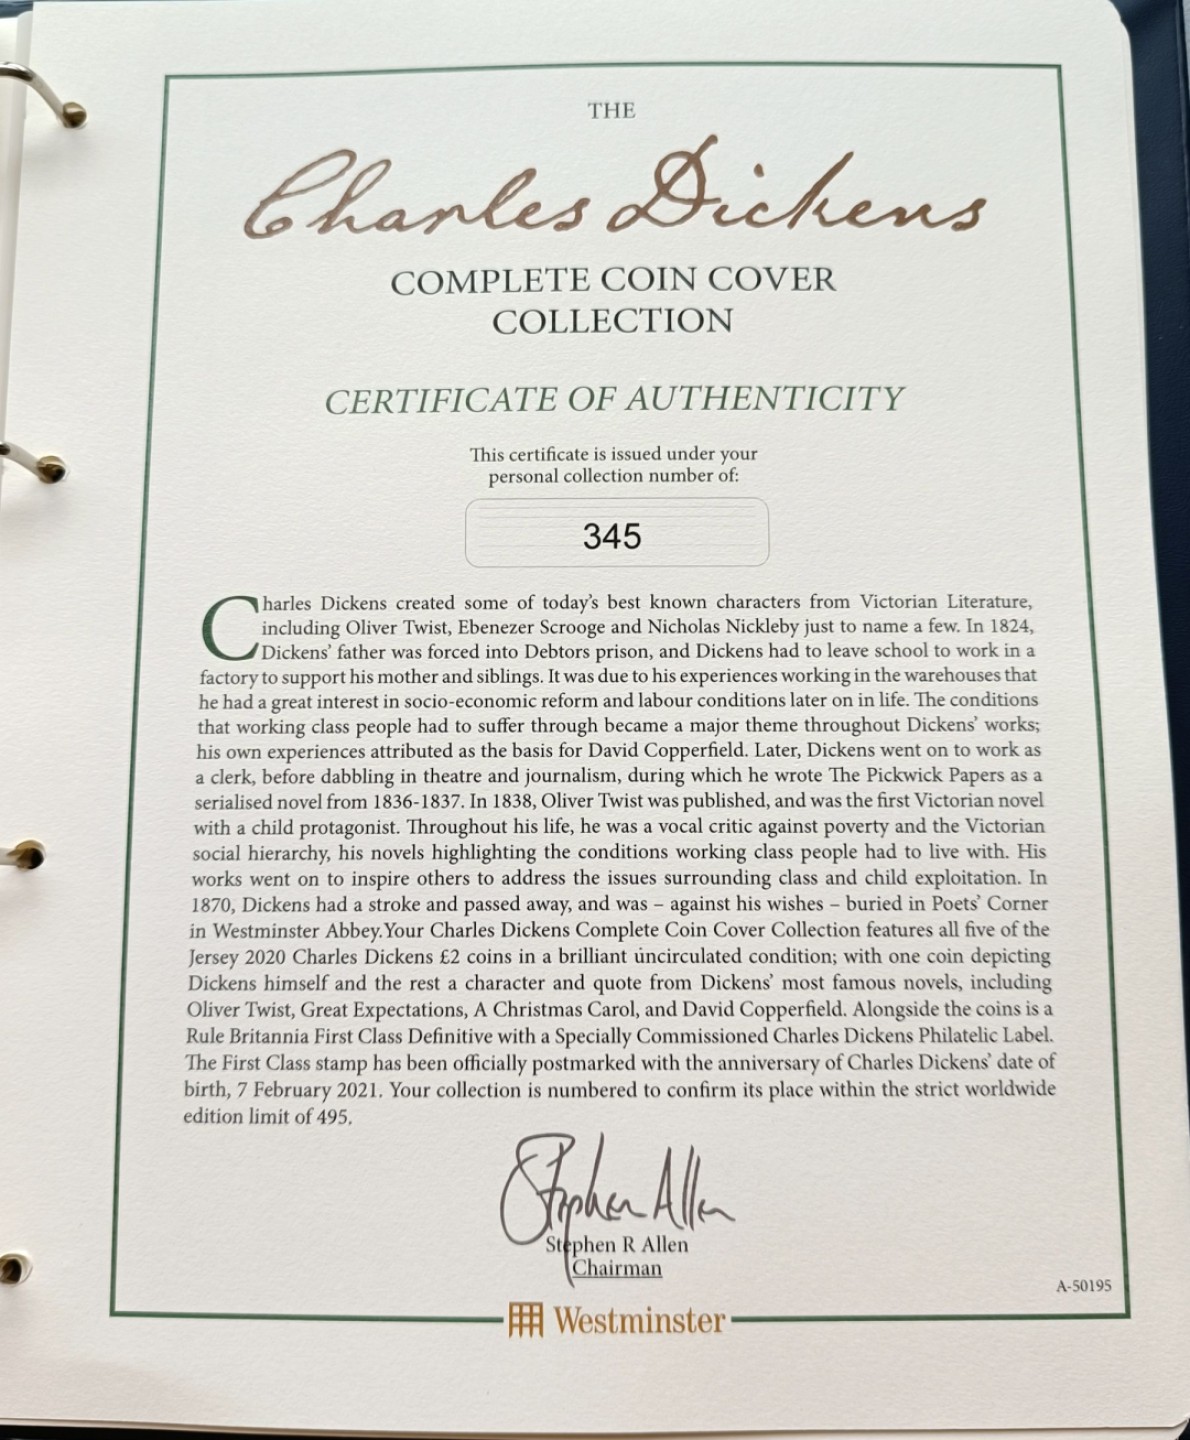 THE
Charles Dickens
COMPLETE COIN COVER
COLLECTION
CERTIFICATE OF AUTHENTICITY
This certificate is issued under your
personal collection number of:
345
Charles Dickens created some of today's best known characters from Victorian Literature,
including Oliver Twist, Ebenezer Scrooge and Nicholas Nickleby just to name a few. In 1824,
Dickens' father was forced into Debtors prison, and Dickens had to leave school to work in a
factory to support his mother and siblings. It was due to his experiences working in the warehouses that
he had a great interest in socio-economic reform and labour conditions later on in life. The conditions
that working class people had to suffer through became a major theme throughout Dickens' works;
his own experiences attributed as the basis for David Copperfield. Later, Dickens went on to work as
a clerk, before dabbling in theatre and journalism, during which he wrote The Pickwick Papers as a
serialised novel from 1836-1837. In 1838, Oliver Twist was published, and was the first Victorian novel
with a child protagonist. Throughout his life, he was a vocal critic against poverty and the Victorian
social hierarchy, his novels highlighting the conditions working class people had to live with. His
works went on to inspire others to address the issues surrounding class and child exploitation. In
1870, Dickens had a stroke and passed away, and was – against his wishes – buried in Poets' Corner
in Westminster Abbey.Your Charles Dickens Complete Coin Cover Collection features all five of the
Jersey 2020 Charles Dickens £2 coins in a brilliant uncirculated condition; with one coin depicting
Dickens himself and the rest a character and quote from Dickens' most famous novels, including
Oliver Twist, Great Expectations, A Christmas Carol, and David Copperfield. Alongside the coins is a
Rule Britannia First Class Definitive with a Specially Commissioned Charles Dickens Philatelic Label.
The First Class stamp has been officially postmarked with the anniversary of Charles Dickens' date of
birth, 7 February 2021. Your collection is numbered to confirm its place within the strict worldwide
edition limit of 495.
Stephen Allen
Stephen R Allen
Chairman
A-50195
Westminster